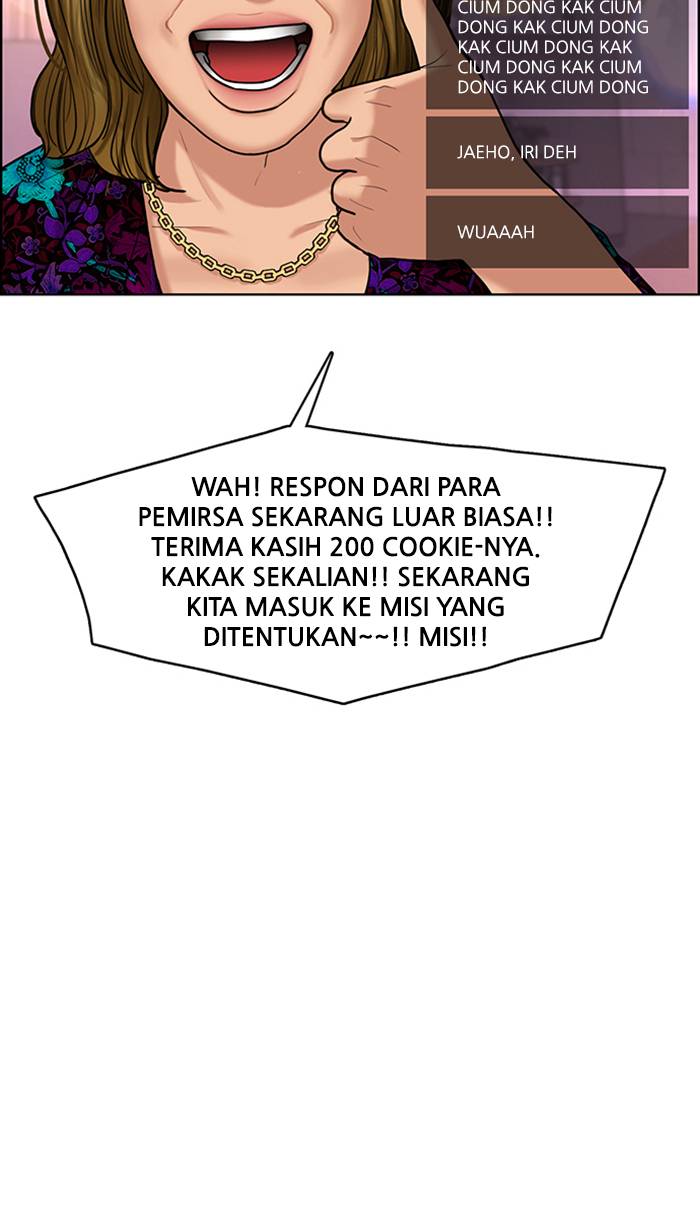 CIUM DONG KAK CIUM
DONG KAK CIUM DONG
KAK CIUM DONG KAK
CIUM DONG KAK CIUM
DONG KAK CIUM DONG
JAEHO, IRI DEH
WUAAAH
WAH! RESPON DARI PARA
PEMIRSA SEKARANG LUAR BIASA!!
TERIMA KASIH 200 COOKIE-NYA.
KAKAK SEKALIAN!! SEKARANG
KITA MASUK KE MISI YANG
DITENTUKAN~~!! MISI!!